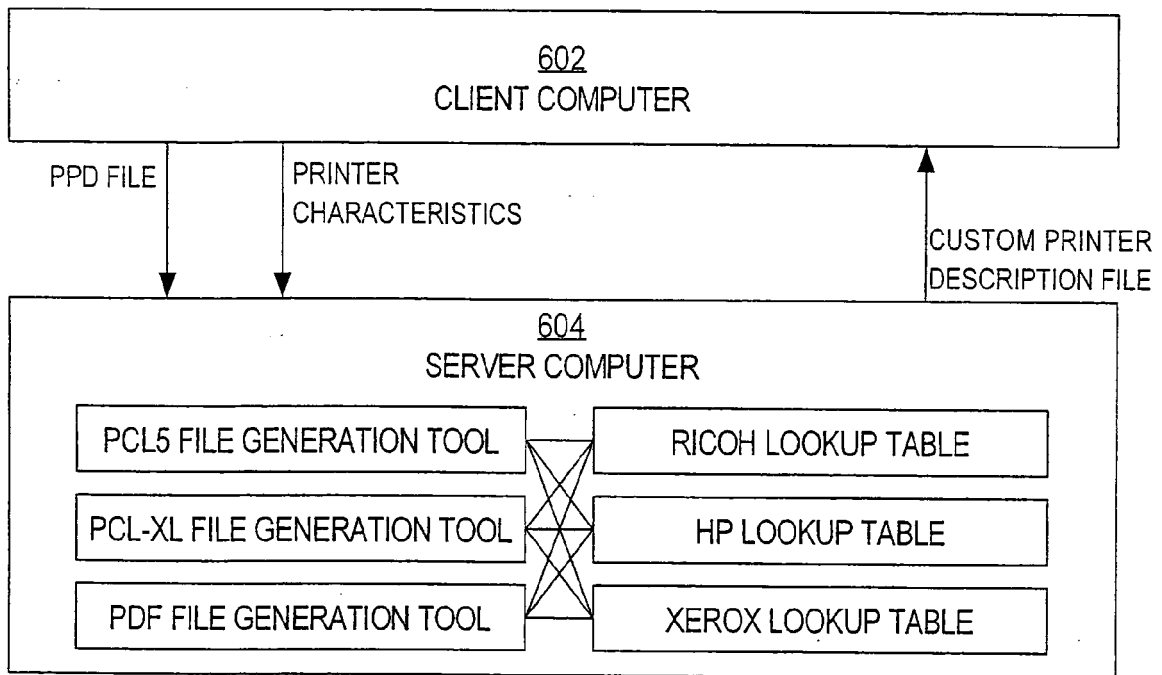 602
CLIENT COMPUTER
PPD FILE
PRINTER
CHARACTERISTICS
CUSTOM PRINTER
DESCRIPTION FILE
604
SERVER COMPUTER
PCL5 FILE GENERATION TOOL
RICOH LOOKUP TABLE
PCL-XL FILE GENERATION TOOL
HP LOOKUP TABLE
PDF FILE GENERATION TOOL
XEROX LOOKUP TABLE